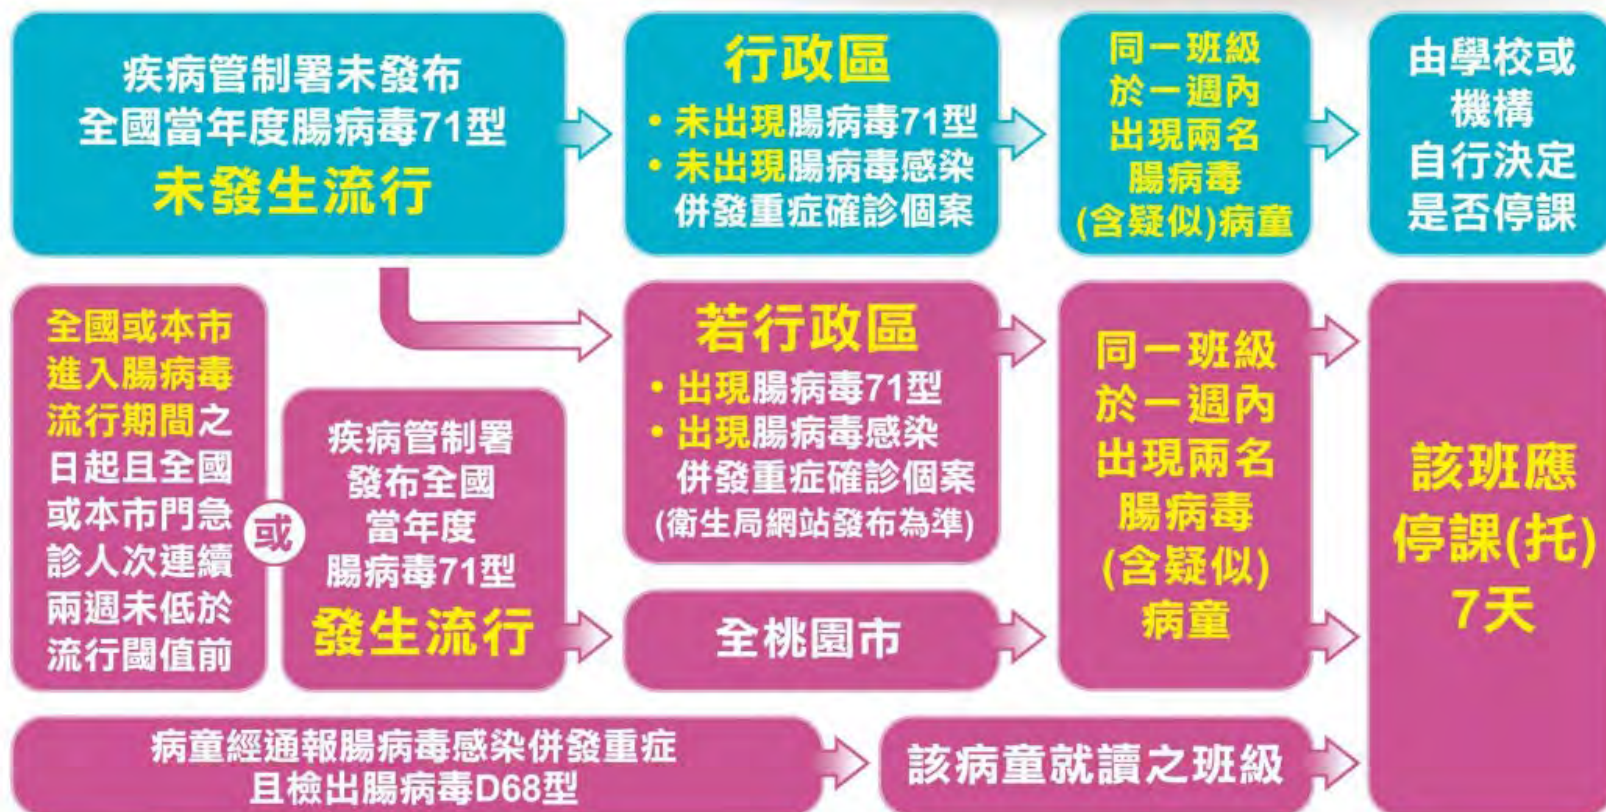 疾病管制署未發布
全國當年度腸病毒71型
未發生流行
行政區
• 未出現腸病毒71型
• 未出現腸病毒感染
併發重症確診個案
同一班級
於一週內
出現兩名
腸病毒
(含疑似)病童
由學校或
機構
自行決定
是否停課
全國或本市
進入腸病毒
流行期間之
日起且全國
或本市門急
診人次連續
兩週未低於
流行閾值前
或
疾病管制署
發布全國
當年度
腸病毒71型
發生流行
若行政區
• 出現腸病毒71型
• 出現腸病毒感染
併發重症確診個案
(衛生局網站發布為準)
全桃園市
同一班級
於一週內
出現兩名
腸病毒
(含疑似)
病童
該班應
停課(托)
7天
病童經通報腸病毒感染併發重症
且檢出腸病毒D68型
該病童就讀之班級